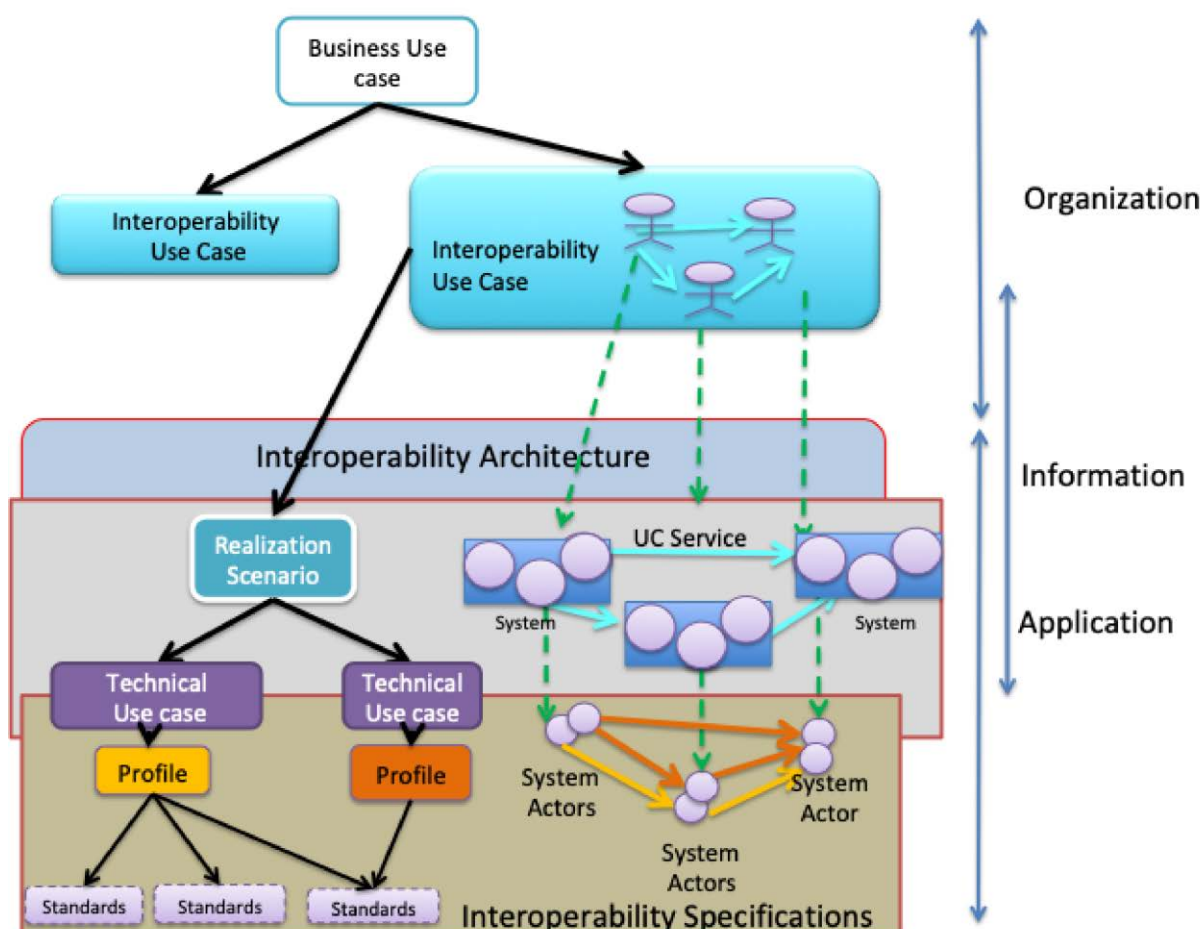 Business Use
case
Interoperability
Use Case
Interoperability
Use Case
Organization
Interoperability Architecture
Information
Realization
Scenario
UC Service
System
System
Application
Technical
Use case
Technical
Use case
Profile
Profile
System
Actors
System
Actor
System
Actors
Standards
Standards
Standards
Interoperability Specifications